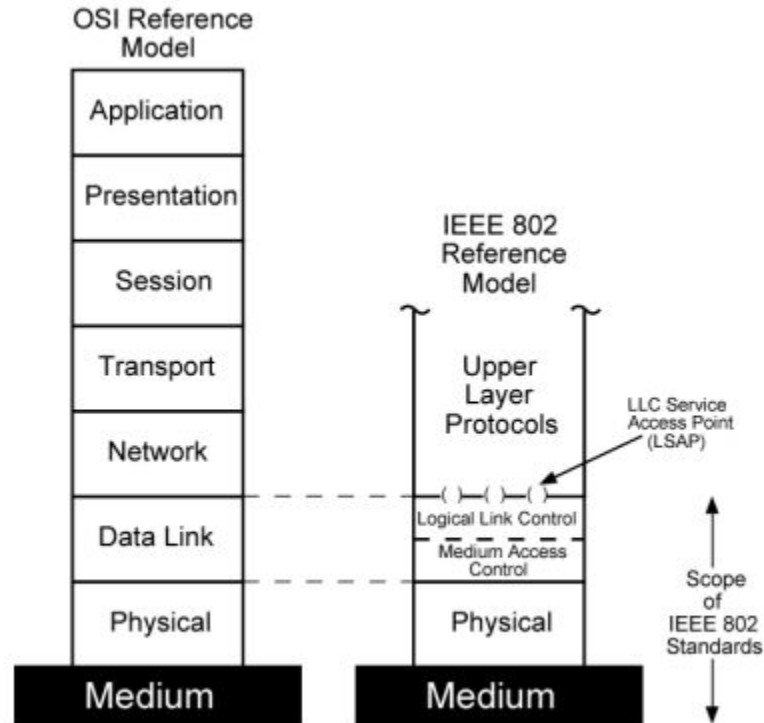 OSI Reference
Model
Application
Presentation
Session
Transport
Network
Data Link
Physical
Medium
IEEE 802
Reference
Model
Upper
Layer
Protocols
LLC Service
Access Point
(LSAP)
Logical Link Control
Medium Access
Control
Physical
Medium
Scope
of
IEEE 802
Standards